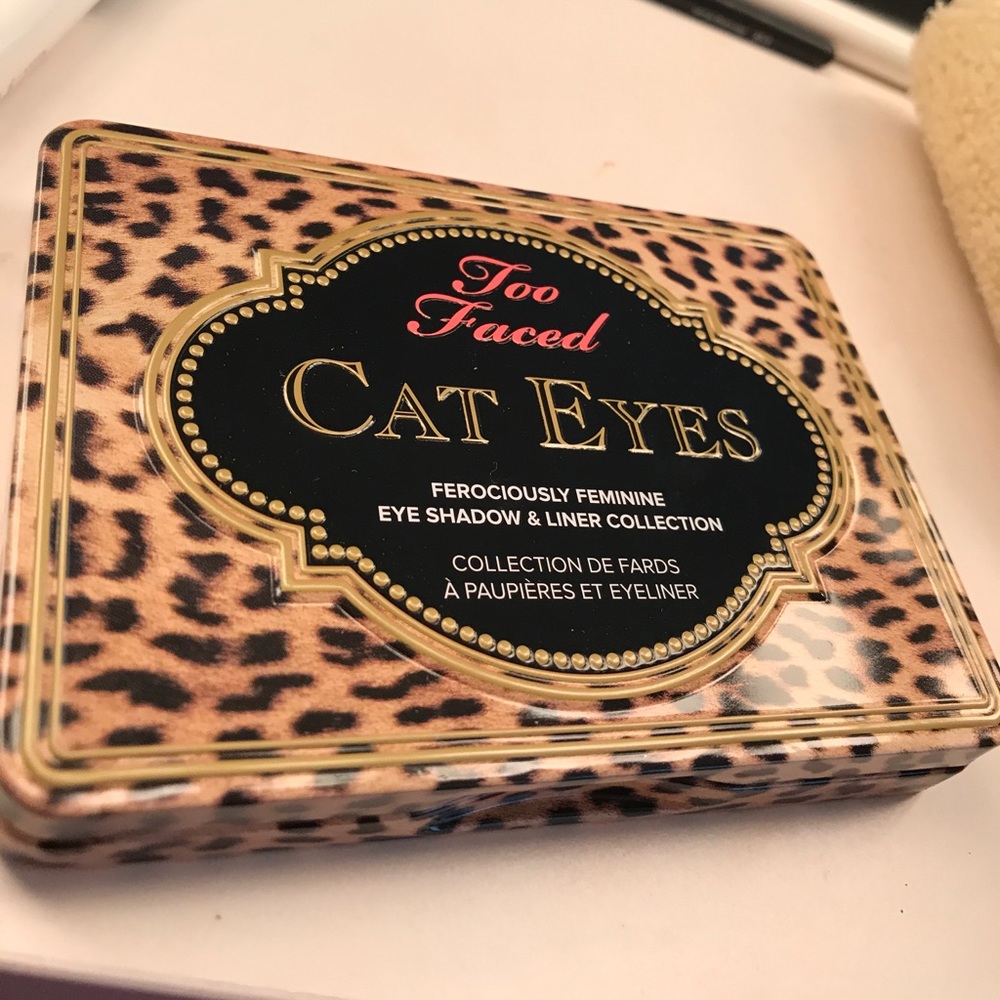 Too
Faced
CAT EYES
FEROCIOUSLY FEMININE
EYE SHADOW & LINER COLLECTION
COLLECTION DE FARDS
À PAUPIÈRES ET EYELINER